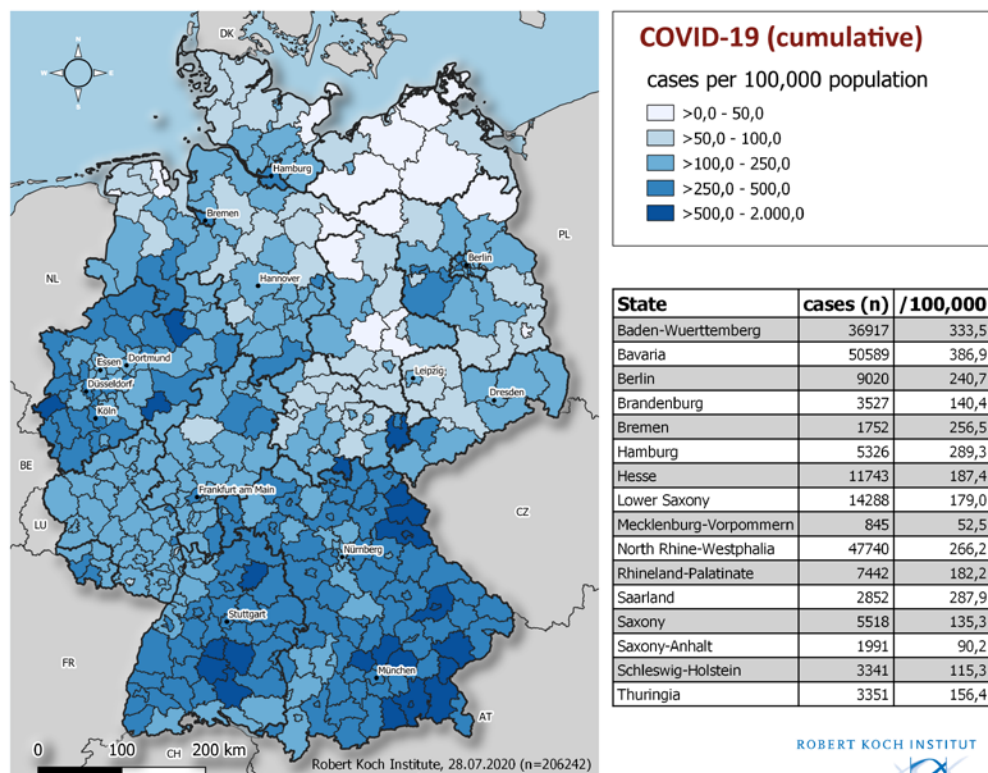 DK
Hamburg
Bremen
PL
Berlin
NL
Hannover
Essen
Dortmund
Düsseldorf
Leipzig
Dresden
Köln
BE
Frankfurt am Main
LU
CZ
Nürnberg
Stuttgart
FR
München
AT
CH
0 100 200 km
Robert Koch Institute, 28.07.2020 (n=206242)
COVID-19 (cumulative)
cases per 100,000 population
>0,0 - 50,0
>50,0 - 100,0
>100,0 - 250,0
>250,0 - 500,0
>500,0 - 2.000,0
State cases (n) /100,000
Baden-Wuerttemberg 36917 333,5
Bavaria 50589 386,9
Berlin 9020 240,7
Brandenburg 3527 140,4
Bremen 1752 256,5
Hamburg 5326 289,3
Hesse 11743 187,4
Lower Saxony 14288 179,0
Mecklenburg-Vorpommern 845 52,5
North Rhine-Westphalia 47740 266,2
Rhineland-Palatinate 7442 182,2
Saarland 2852 287,9
Saxony 5518 135,3
Saxony-Anhalt 1991 90,2
Schleswig-Holstein 3341 115,3
Thuringia 3351 156,4
ROBERT KOCH INSTITUT